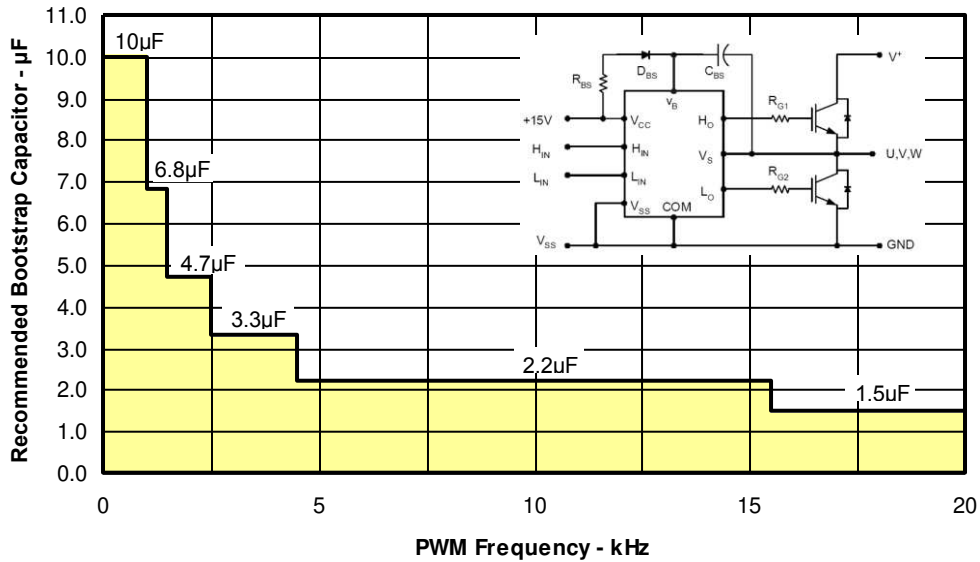 Recommended Bootstrap Capacitor - µF
11.0
10.0
9.0
8.0
7.0
6.0
5.0
4.0
3.0
2.0
1.0
0.0
10µF
6.8µF
4.7µF
3.3µF
2.2µF
1.5µF
0
5
10
15
20
PWM Frequency - kHz
D_BS
C_BS
R_BS
V⁺
V_B
+15V
V_CC
H_O
R_G1
H_IN
H_IN
V_S
U,V,W
L_IN
L_IN
L_O
R_G2
V_SS
COM
V_SS
GND